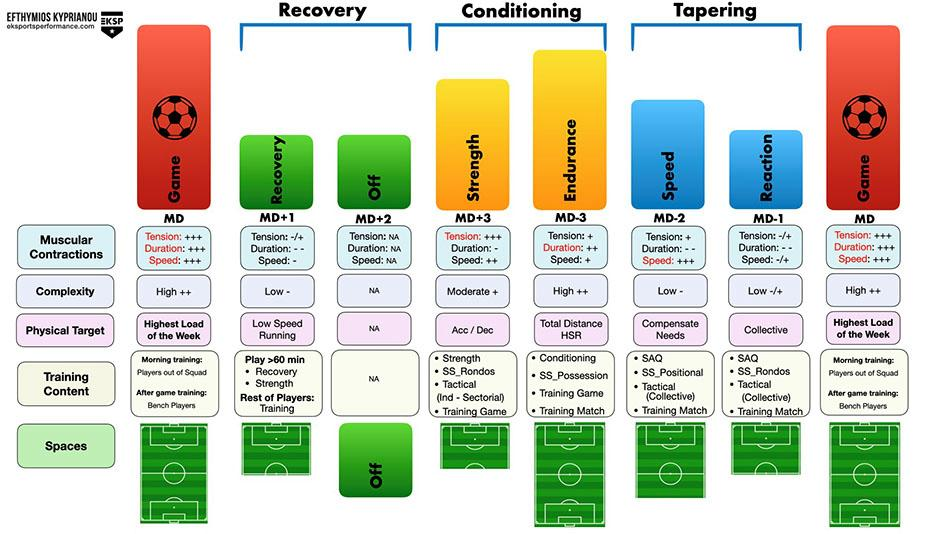 EFTHYMIOS KYPRIANOU
eksportsperformance.com
EKSP
Recovery
Conditioning
Tapering
Game
Recovery
Off
Strength
Endurance
Speed
Reaction
Game
MD
MD+1
MD+2
MD+3
MD-3
MD-2
MD-1
MD
Muscular
Contractions
Tension: +++
Duration: +++
Speed: +++
Tension: -/+
Duration: -
Speed: -
Tension: NA
Duration: NA
Speed: NA
Tension: +++
Duration: -
Speed: ++
Tension: +
Duration: ++
Speed: +
Tension: +
Duration: - -
Speed: +++
Tension: -/+
Duration: - -
Speed: -/+
Tension: +++
Duration: +++
Speed: +++
Complexity
High ++
Low -
NA
Moderate +
High ++
Low -
Low -/+
High ++
Physical Target
Highest Load
of the Week
Low Speed
Running
NA
Acc / Dec
Total Distance
HSR
Compensate
Needs
Collective
Highest Load
of the Week
Training
Content
Morning training:
Players out of Squad
After game training:
Bench Players
Play >60 min
• Recovery
• Strength
Rest of Players:
Training
NA
• Strength
• SS_Rondos
• Tactical
(Ind - Sectorial)
• Training Game
• Conditioning
• SS_Possession
• Training Game
• Training Match
• SAQ
• SS_Positional
• Tactical
(Collective)
• Training Match
• SAQ
• SS_Rondos
• Tactical
(Collective)
• Training Match
Morning training:
Players out of Squad
After game training:
Bench Players
Spaces
Off